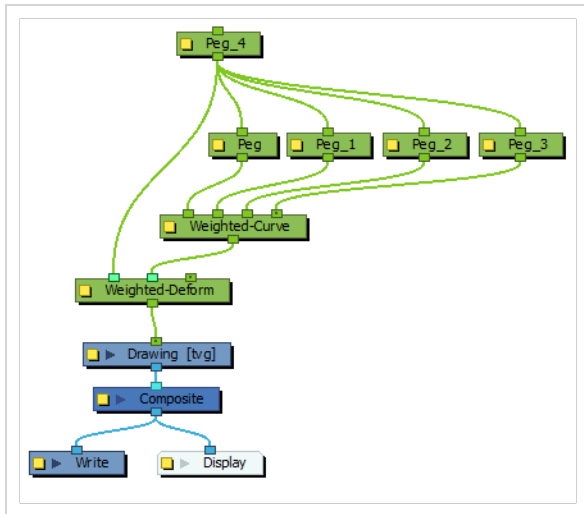 Peg_4
Peg
Peg_1
Peg_2
Peg_3
Weighted-Curve
Weighted-Deform
Drawing [tvg]
Composite
Write
Display